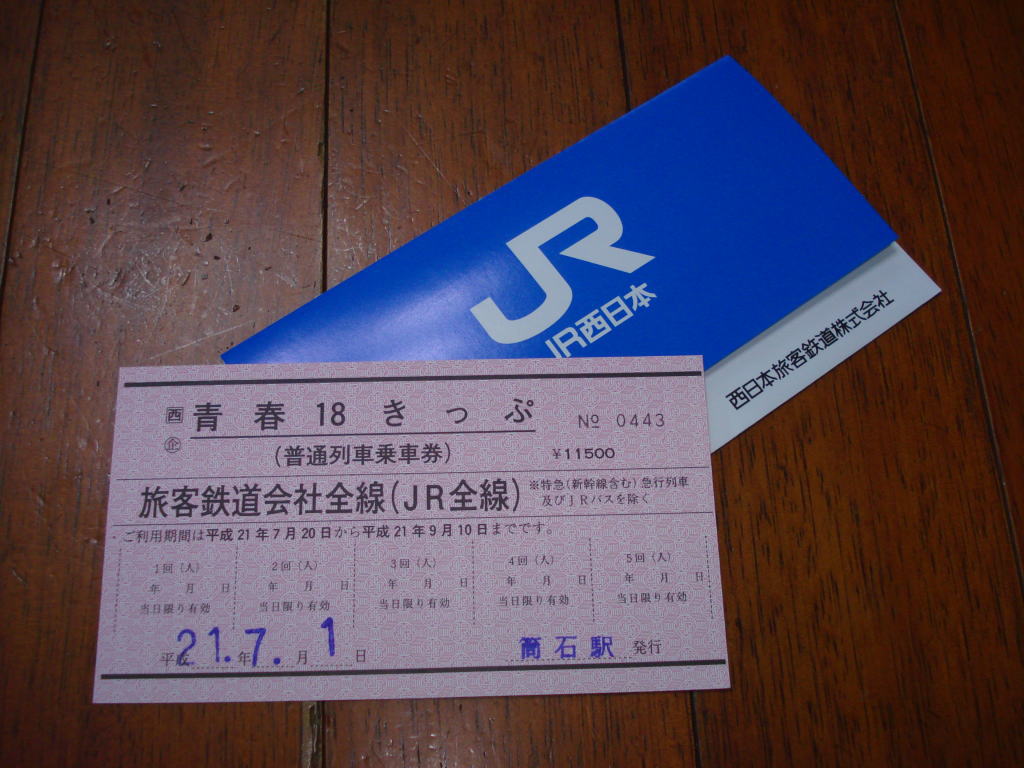 JR
JR西日本
西日本旅客鉄道株式会社
西 企 青春18きっぷ
№ 0443
(普通列車乗車券)
¥11500
旅客鉄道会社全線(JR全線)
※特急(新幹線含む)急行列車
及びJRバスを除く
ご利用期間は平成21年7月20日から平成21年9月10日までです。
1回(人) 2回(人) 3回(人) 4回(人) 5回(人)
年 月 日 年 月 日 年 月 日 年 月 日 年 月 日
当日限り有効 当日限り有効 当日限り有効 当日限り有効 当日限り有効
平成 21. 年 7. 月 1 日
筒石駅 発行